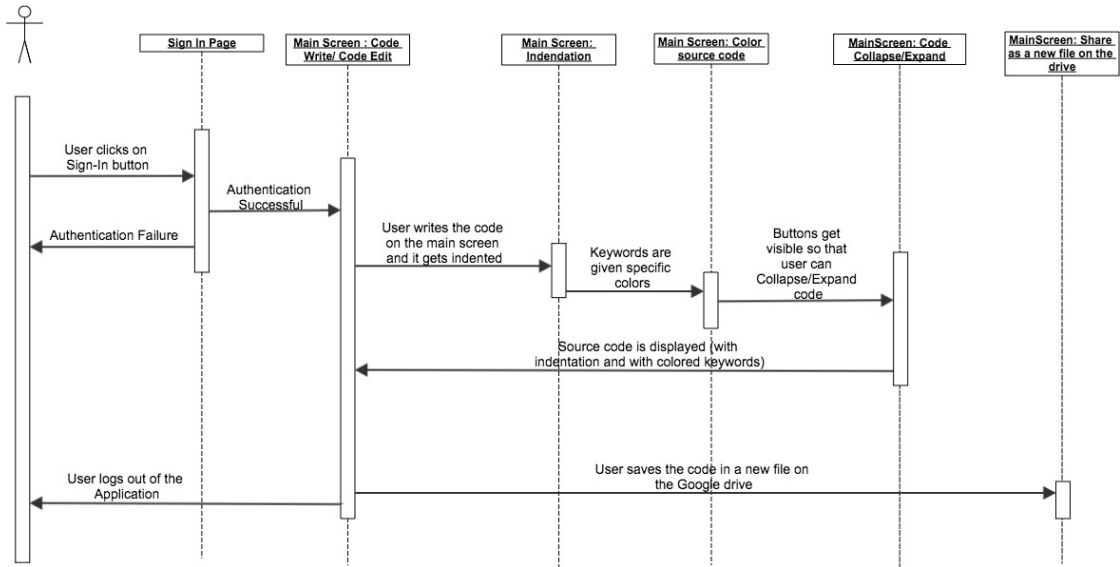 Sign In Page
Main Screen : Code
Write/ Code Edit
Main Screen:
Indentation
Main Screen: Color
source code
MainScreen: Code
Collapse/Expand
MainScreen: Share
as a new file on the
drive
User clicks on
Sign-In button
Authentication
Successful
Authentication Failure
User writes the code
on the main screen
and it gets indented
Keywords are
given specific
colors
Buttons get
visible so that
user can
Collapse/Expand
code
Source code is displayed (with
indentation and with colored keywords)
User logs out of the
Application
User saves the code in a new file on
the Google drive